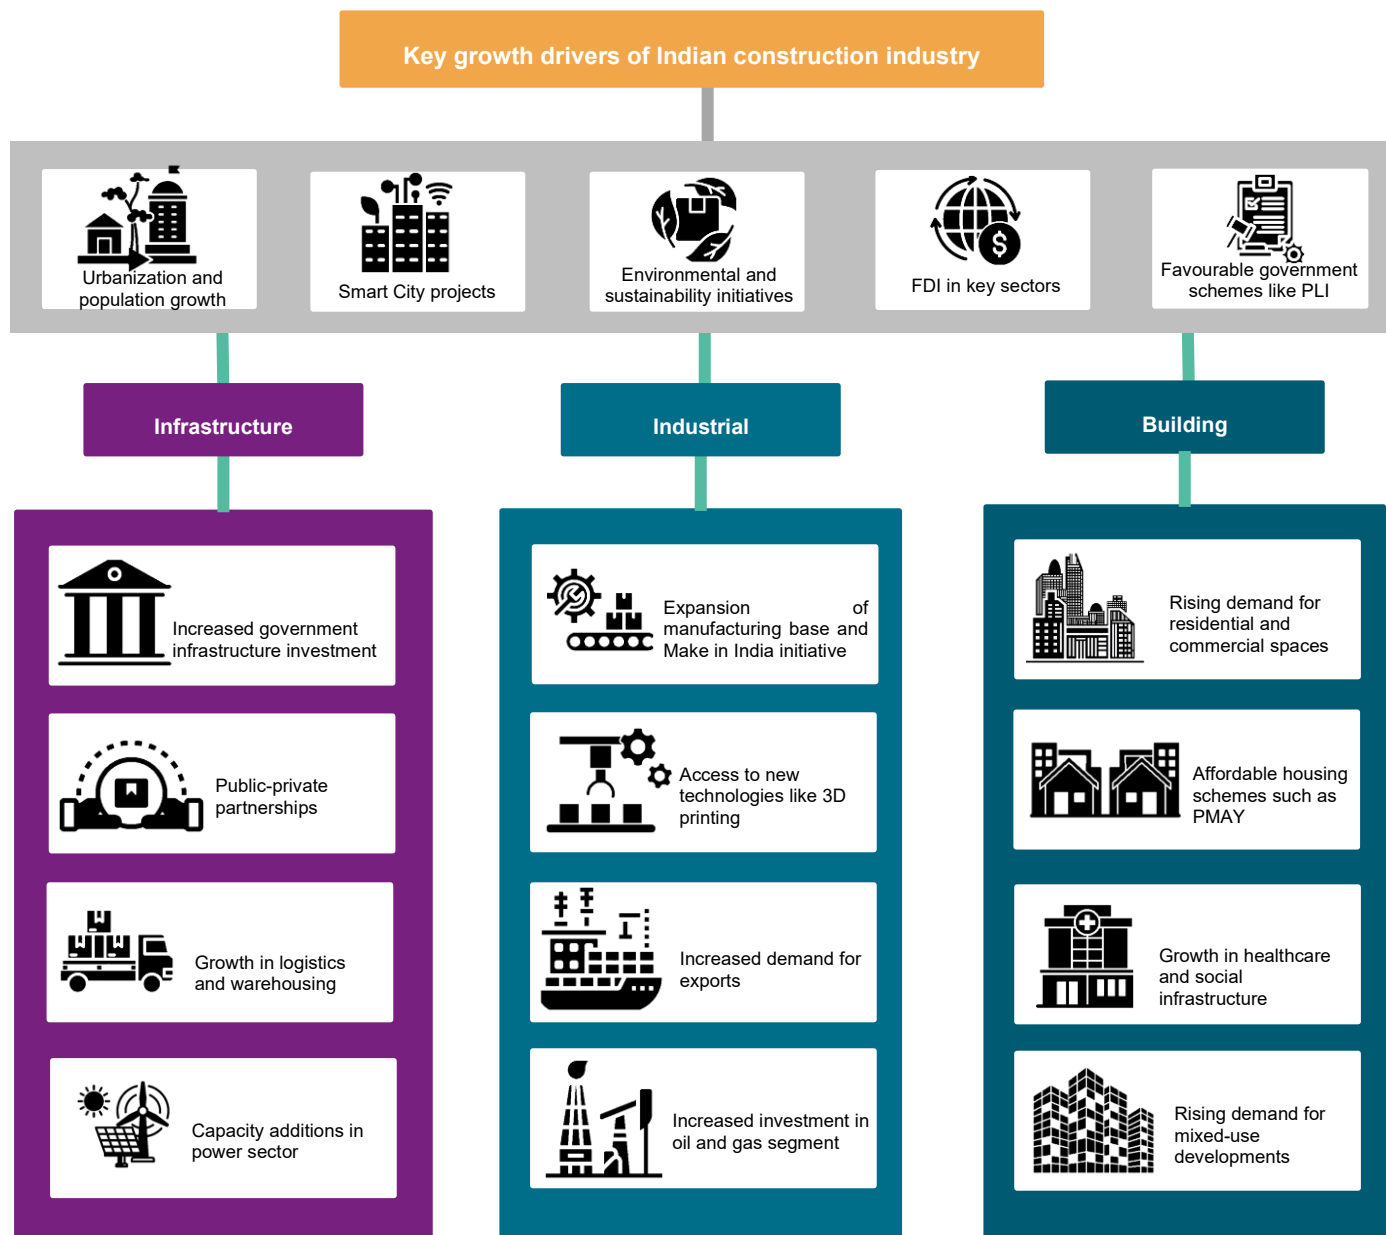 Key growth drivers of Indian construction industry
Urbanization and
population growth
Smart City projects
Environmental and
sustainability initiatives
FDI in key sectors
Favourable government
schemes like PLI
Infrastructure
Increased government
infrastructure investment
Public-private
partnerships
Growth in logistics
and warehousing
Capacity additions in
power sector
Industrial
Expansion of
manufacturing base and
Make in India initiative
Access to new
technologies like 3D
printing
Increased demand for
exports
Increased investment in
oil and gas segment
Building
Rising demand for
residential and
commercial spaces
Affordable housing
schemes such as
PMAY
Growth in healthcare
and social
infrastructure
Rising demand for
mixed-use
developments